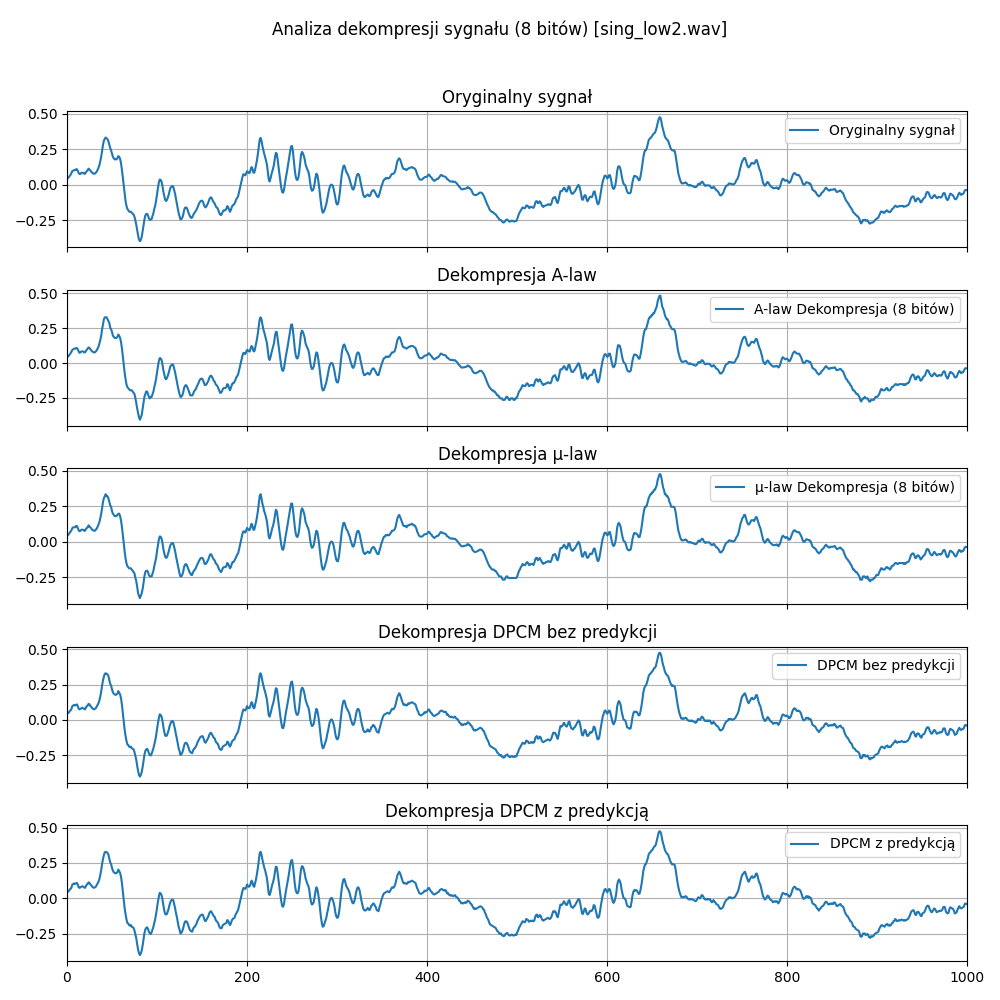 Analiza dekompresji sygnału (8 bitów) [sing_low2.wav]
Oryginalny sygnał
0.50
0.25
0.00
−0.25
Oryginalny sygnał
Dekompresja A-law
0.50
0.25
0.00
−0.25
A-law Dekompresja (8 bitów)
Dekompresja μ-law
0.50
0.25
0.00
−0.25
μ-law Dekompresja (8 bitów)
Dekompresja DPCM bez predykcji
0.50
0.25
0.00
−0.25
DPCM bez predykcji
Dekompresja DPCM z predykcją
0.50
0.25
0.00
−0.25
DPCM z predykcją
0 200 400 600 800 1000